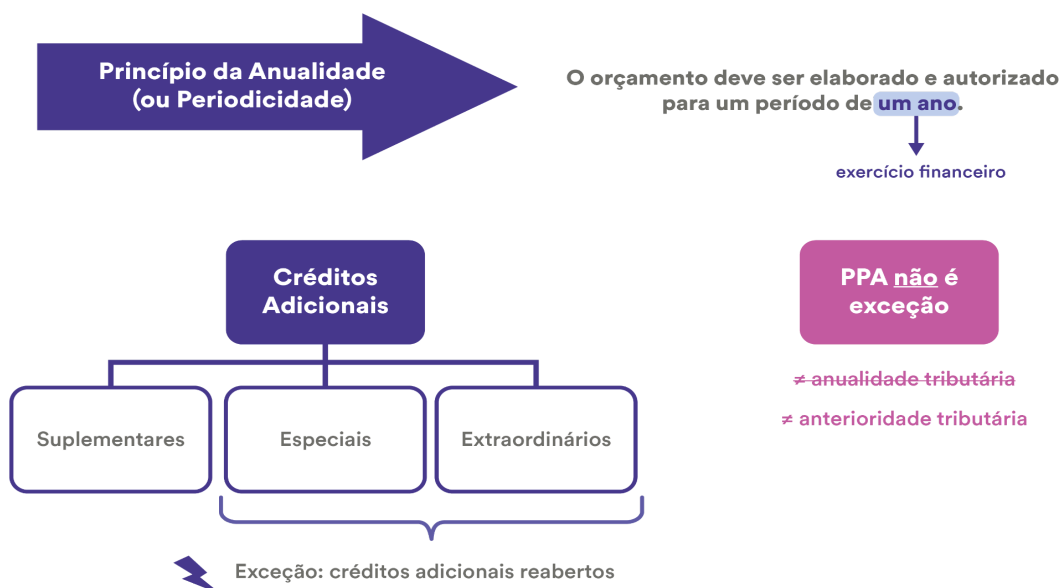 Princípio da Anualidade
(ou Periodicidade)
O orçamento deve ser elaborado e autorizado
para um período de um ano.
exercício financeiro
Créditos
Adicionais
PPA não é
exceção
≠ anualidade tributária
≠ anterioridade tributária
Suplementares
Especiais
Extraordinários
Exceção: créditos adicionais reabertos